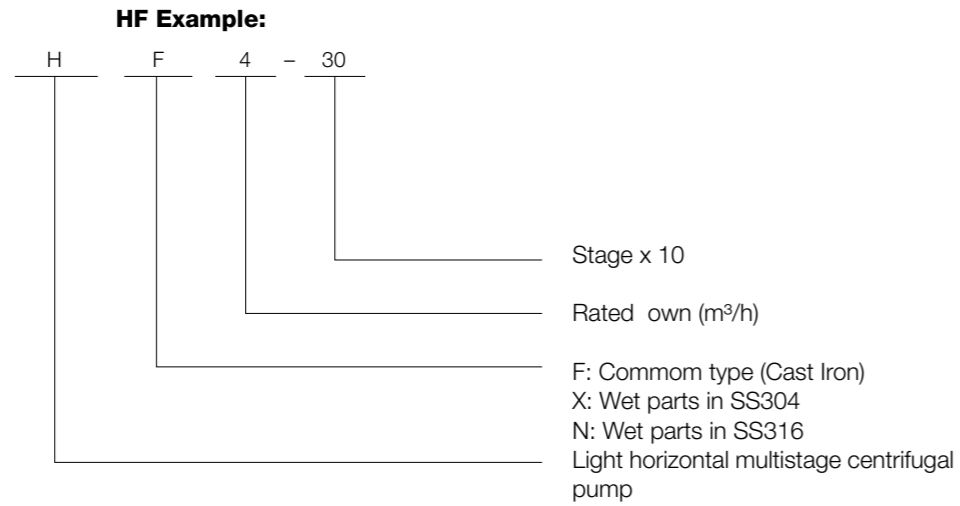 HF Example:
H F 4 – 30
Stage x 10
Rated own (m³/h)
F: Commom type (Cast Iron)
X: Wet parts in SS304
N: Wet parts in SS316
Light horizontal multistage centrifugal
pump